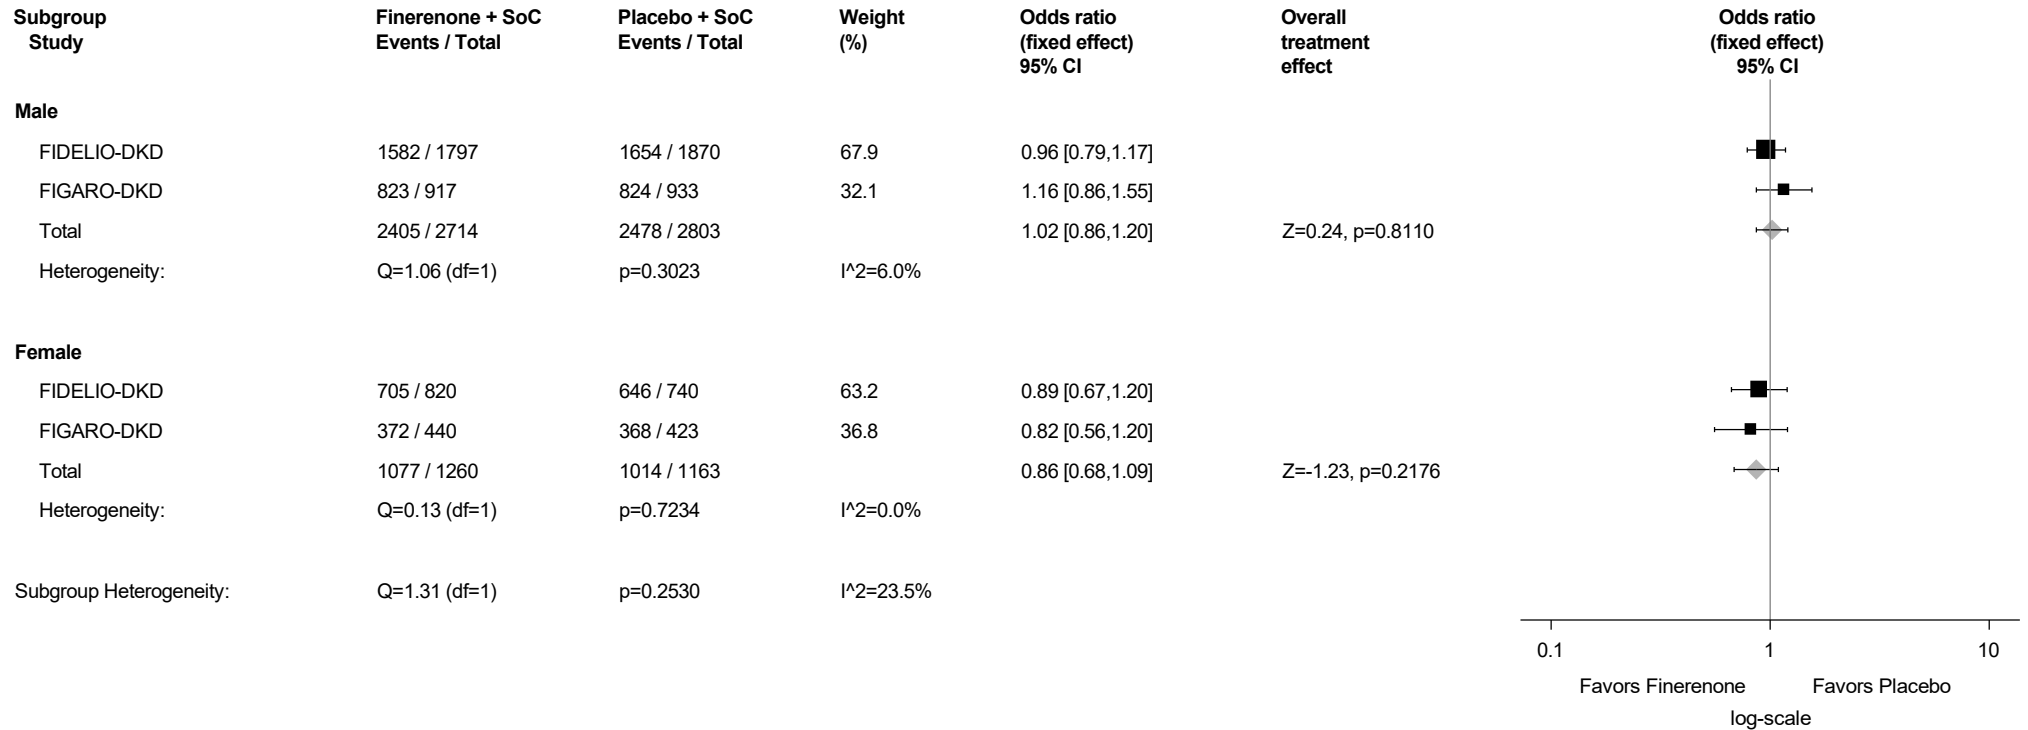 Subgroup Finerenone + SoC Placebo + SoC Weight Odds ratio Overall Odds ratio
Study Events / Total Events / Total (%) (fixed effect) treatment (fixed effect)
95% CI effect 95% CI
Male
FIDELIO-DKD 1582 / 1797 1654 / 1870 67.9 0.96 [0.79,1.17]
FIGARO-DKD 823 / 917 824 / 933 32.1 1.16 [0.86,1.55]
Total 2405 / 2714 2478 / 2803 1.02 [0.86,1.20] Z=0.24, p=0.8110
Heterogeneity: Q=1.06 (df=1) p=0.3023 I^2=6.0%
Female
FIDELIO-DKD 705 / 820 646 / 740 63.2 0.89 [0.67,1.20]
FIGARO-DKD 372 / 440 368 / 423 36.8 0.82 [0.56,1.20]
Total 1077 / 1260 1014 / 1163 0.86 [0.68,1.09] Z=-1.23, p=0.2176
Heterogeneity: Q=0.13 (df=1) p=0.7234 I^2=0.0%
Subgroup Heterogeneity: Q=1.31 (df=1) p=0.2530 I^2=23.5%
0.1 1 10
Favors Finerenone Favors Placebo
log-scale